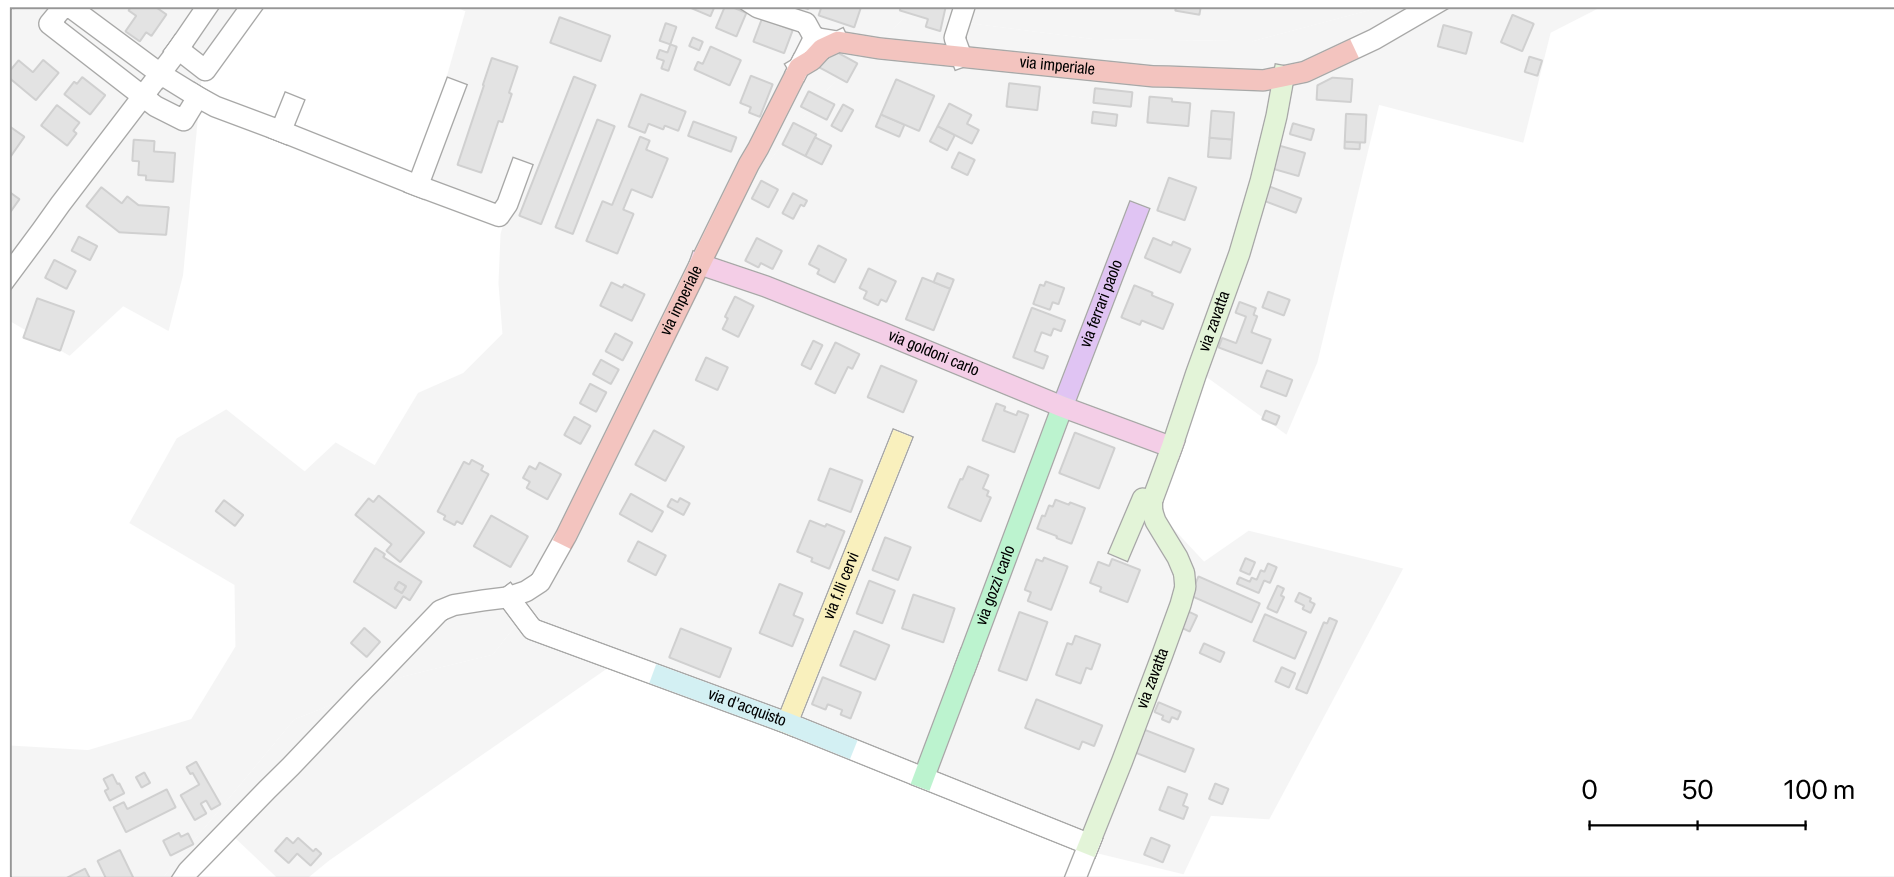 via imperiale
via imperiale
via ferrari paolo
via zavatta
via goldoni carlo
via f.lli cervi
via gozzi carlo
via zavatta
via d'acquisto
0 50 100 m